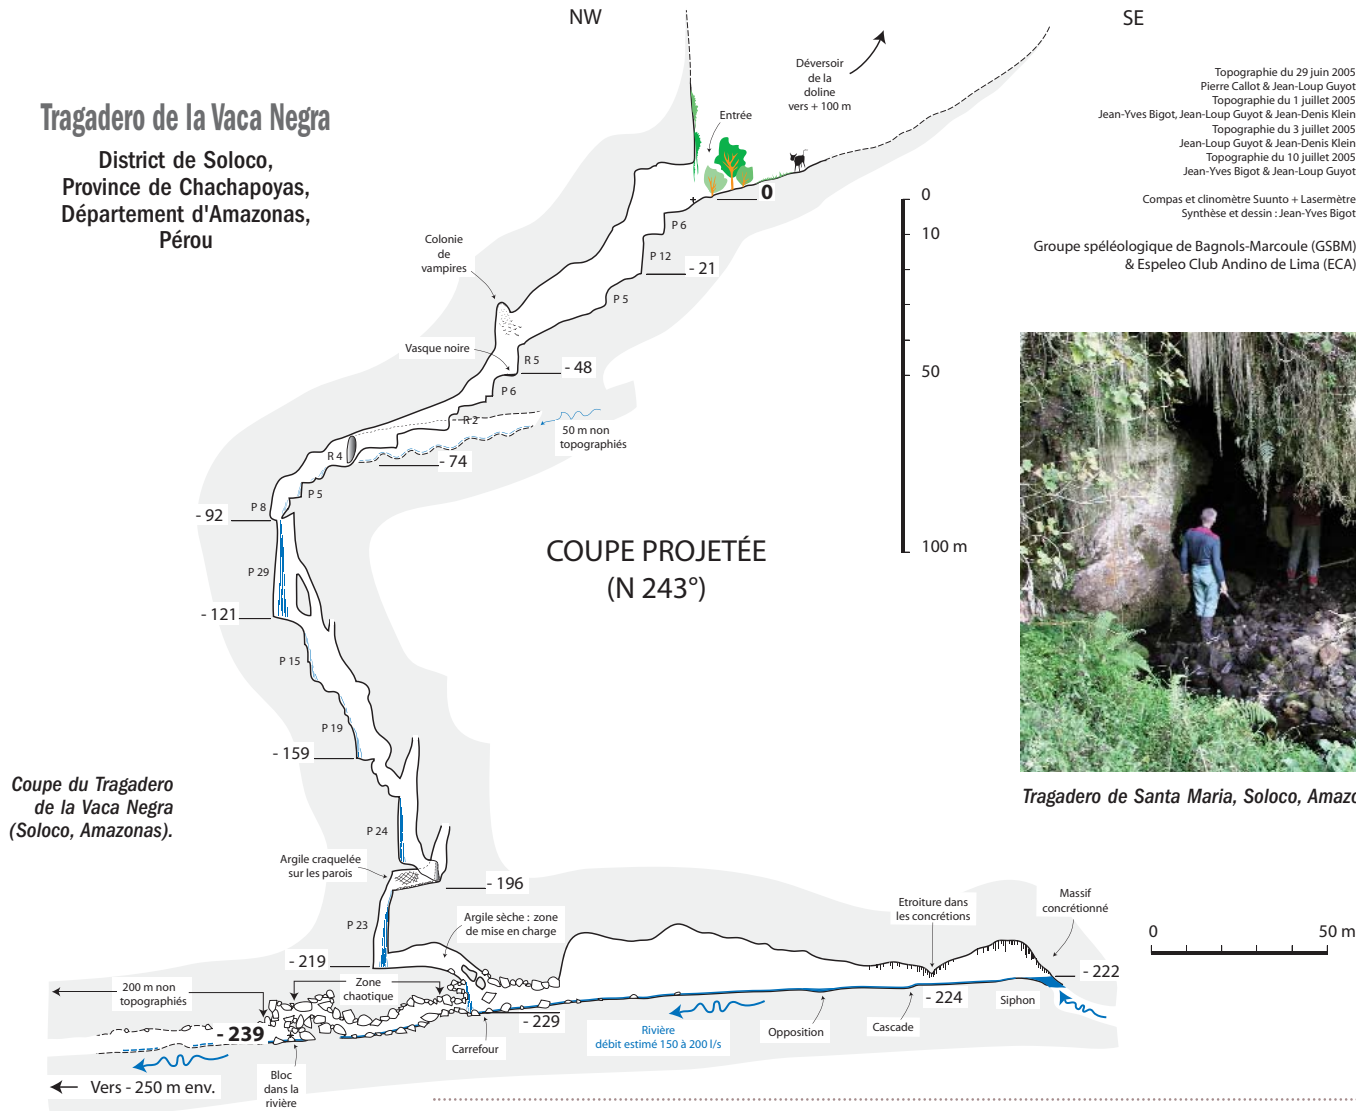 NW
SE
Tragadero de la Vaca Negra
District de Soloco,
Province de Chachapoyas,
Département d'Amazonas,
Pérou
Déversoir
de la
doline
vers + 100 m
Entrée
Topographie du 29 juin 2005
Pierre Callot & Jean-Loup Guyot
Topographie du 1 juillet 2005
Jean-Yves Bigot, Jean-Loup Guyot & Jean-Denis Klein
Topographie du 3 juillet 2005
Jean-Loup Guyot & Jean-Denis Klein
Topographie du 10 juillet 2005
Jean-Yves Bigot & Jean-Loup Guyot
Compas et clinomètre Suunto + Lasermètre
Synthèse et dessin : Jean-Yves Bigot
Groupe spéléologique de Bagnols-Marcoule (GSBM)
& Espeleo Club Andino de Lima (ECA)
0
0
10
50
100 m
P 6
P 12
- 21
P 5
Colonie
de
vampires
Vasque noire
R 5
- 48
P 6
R 2
50 m non
topographiés
R 4
- 74
P 5
P 8
- 92
COUPE PROJETÉE
(N 243°)
P 29
- 121
P 15
P 19
- 159
Coupe du Tragadero
de la Vaca Negra
(Soloco, Amazonas).
Tragadero de Santa Maria, Soloco, Amazo
P 24
Argile craquelée
sur les parois
- 196
P 23
Argile sèche : zone
de mise en charge
Etroiture dans
les concrétions
Massif
concrétionné
0
50 m
- 219
- 222
200 m non
topographiés
Zone
chaotique
- 224
Siphon
- 239
- 229
Rivière
débit estimé 150 à 200 l/s
Opposition
Cascade
Carrefour
Bloc
dans la
rivière
Vers - 250 m env.